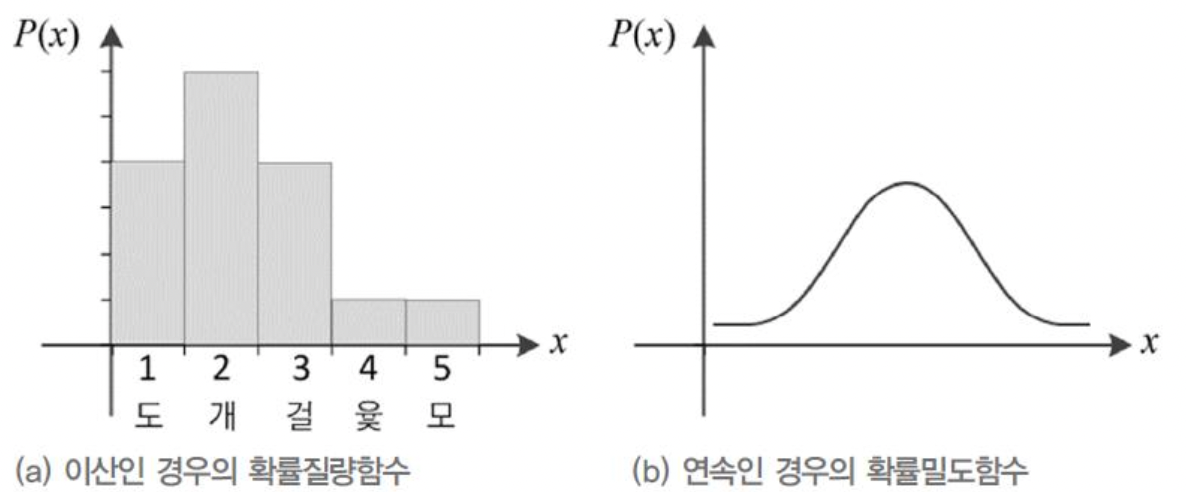 P(x)
x
1 2 3 4 5
도 개 걸 윷 모
(a) 이산인 경우의 확률질량함수
P(x)
x
(b) 연속인 경우의 확률밀도함수